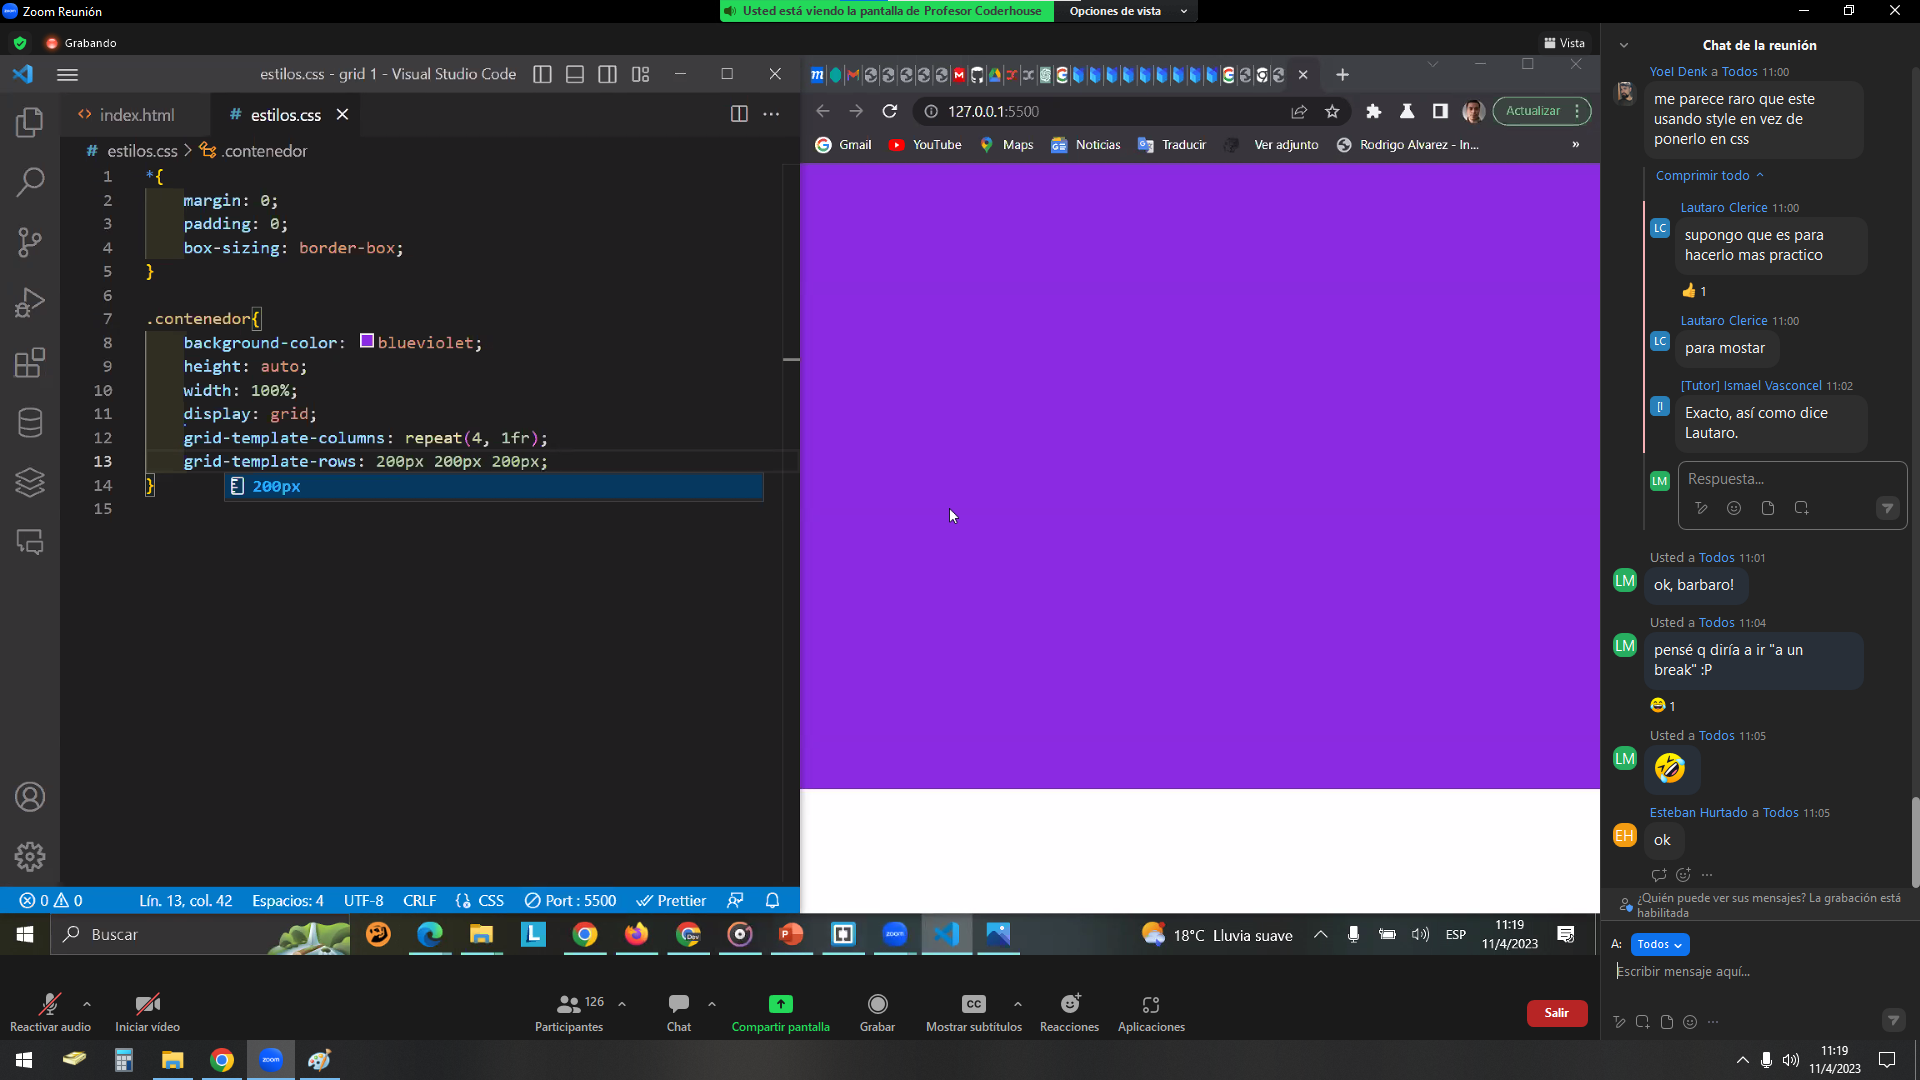 Zoom Reunión
Usted está viendo la pantalla de Profesor Coderhouse
Opciones de vista
Grabando
Vista
estilos.css - grid 1 - Visual Studio Code
index.html
# estilos.css
# estilos.css > .contenedor
1 *{
2 margin: 0;
3 padding: 0;
4 box-sizing: border-box;
5 }
6
7 .contenedor{
8 background-color: blueviolet;
9 height: auto;
10 width: 100%;
11 display: grid;
12 grid-template-columns: repeat(4, 1fr);
13 grid-template-rows: 200px 200px 200px;
14 }
200px
15
0 0
Lín. 13, col. 42
Espacios: 4
UTF-8
CRLF
{} CSS
Port : 5500
Prettier
127.0.0.1:5500
Actualizar
Gmail
YouTube
Maps
Noticias
Traducir
Ver adjunto
Rodrigo Alvarez - In...
»
Buscar
18°C Lluvia suave
ESP
11:19
11/4/2023
Reactivar audio
Iniciar vídeo
126
Participantes
Chat
Compartir pantalla
Grabar
CC
Mostrar subtítulos
Reacciones
Aplicaciones
Salir
Chat de la reunión
Yoel Denk a Todos 11:00
me parece raro que este
usando style en vez de
ponerlo en css
Comprimir todo
Lautaro Clerice 11:00
LC
supongo que es para
hacerlo mas practico
1
Lautaro Clerice 11:00
LC
para mostar
[Tutor] Ismael Vasconcel 11:02
[I
Exacto, así como dice
Lautaro.
LM
Respuesta...
Usted a Todos 11:01
LM
ok, barbaro!
Usted a Todos 11:04
LM
pensé q diría a ir "a un
break" :P
1
Usted a Todos 11:05
LM
Esteban Hurtado a Todos 11:05
EH
ok
¿Quién puede ver sus mensajes? La grabación está
habilitada
A: Todos
Escribir mensaje aquí...
zoom
11:19
11/4/2023